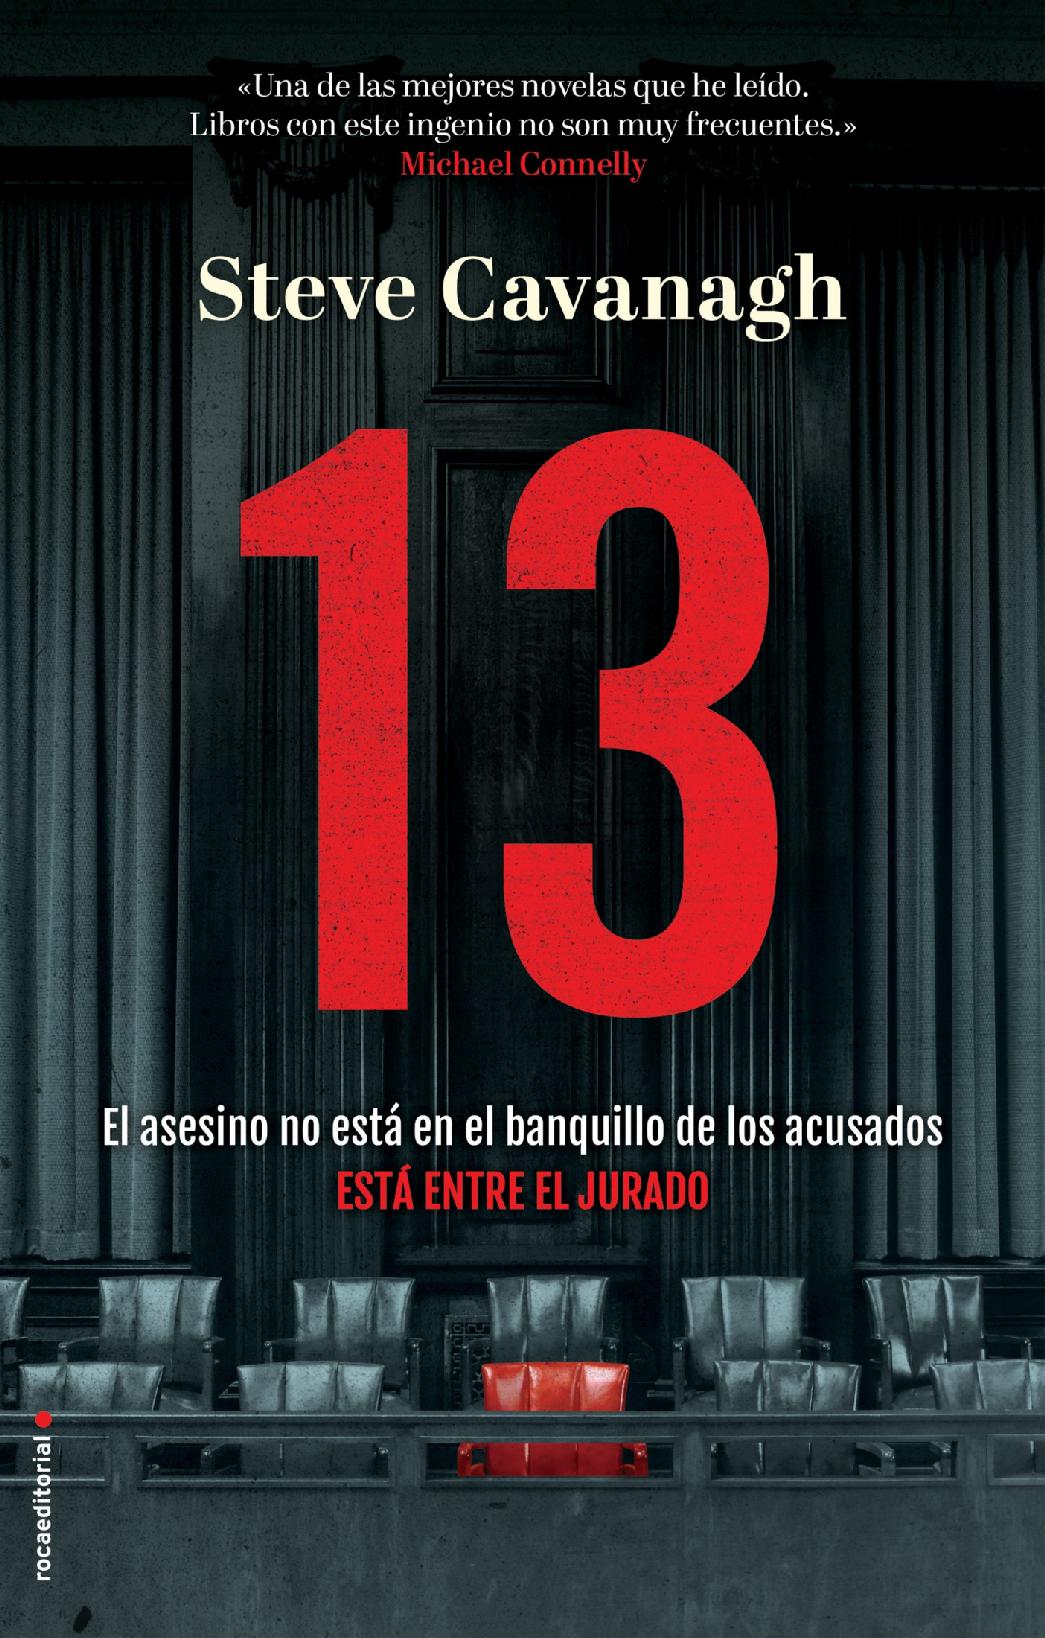 «Una de las mejores novelas que he leído.
Libros con este ingenio no son muy frecuentes.»
Michael Connelly
Steve Cavanagh
13
El asesino no está en el banquillo de los acusados
ESTÁ ENTRE EL JURADO
rocaeditorial